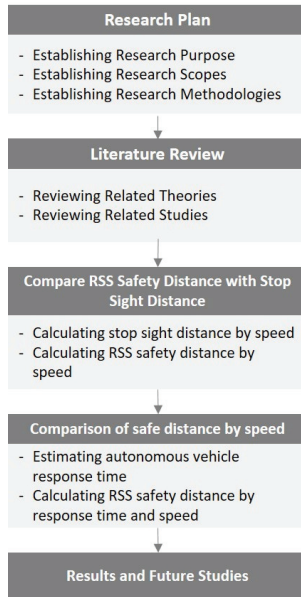 Research Plan
- Establishing Research Purpose
- Establishing Research Scopes
- Establishing Research Methodologies
Literature Review
- Reviewing Related Theories
- Reviewing Related Studies
Compare RSS Safety Distance with Stop
Sight Distance
- Calculating stop sight distance by speed
- Calculating RSS safety distance by
speed
Comparison of safe distance by speed
- Estimating autonomous vehicle
response time
- Calculating RSS safety distance by
response time and speed
Results and Future Studies